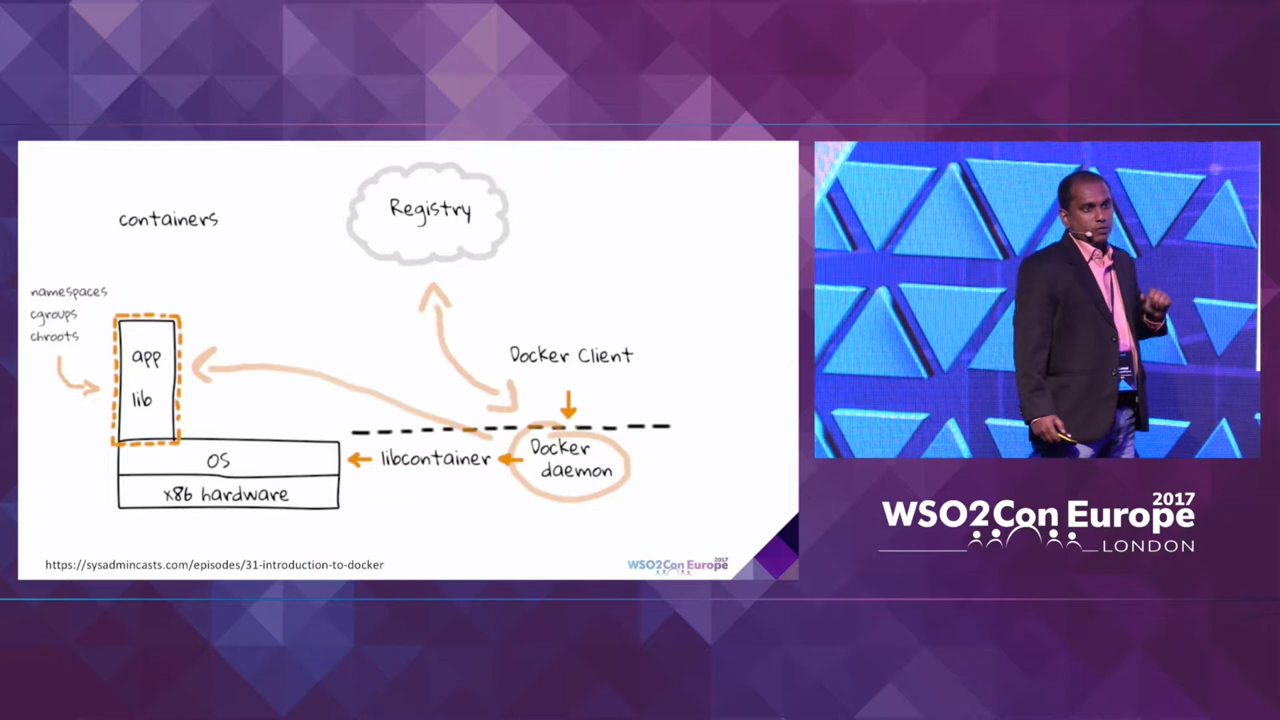 containers
Registry
namespaces
cgroups
chroots
app
lib
Docker Client
Docker
daemon
libcontainer
OS
x86 hardware
https://sysadmincasts.com/episodes/31-introduction-to-docker
WSO2Con Europe 2017
WSO2Con Europe 2017
LONDON